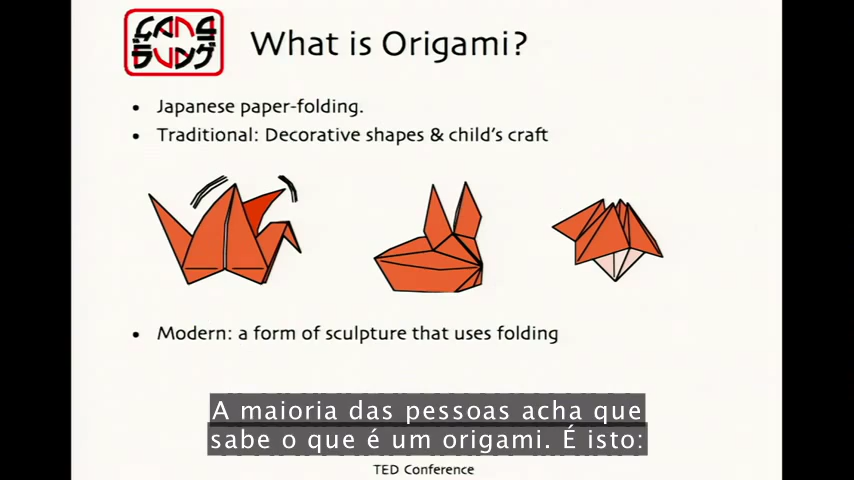 What is Origami?
• Japanese paper-folding.
• Traditional: Decorative shapes & child's craft
• Modern: a form of sculpture that uses folding
A maioria das pessoas acha que
sabe o que é um origami. É isto:
TED Conference